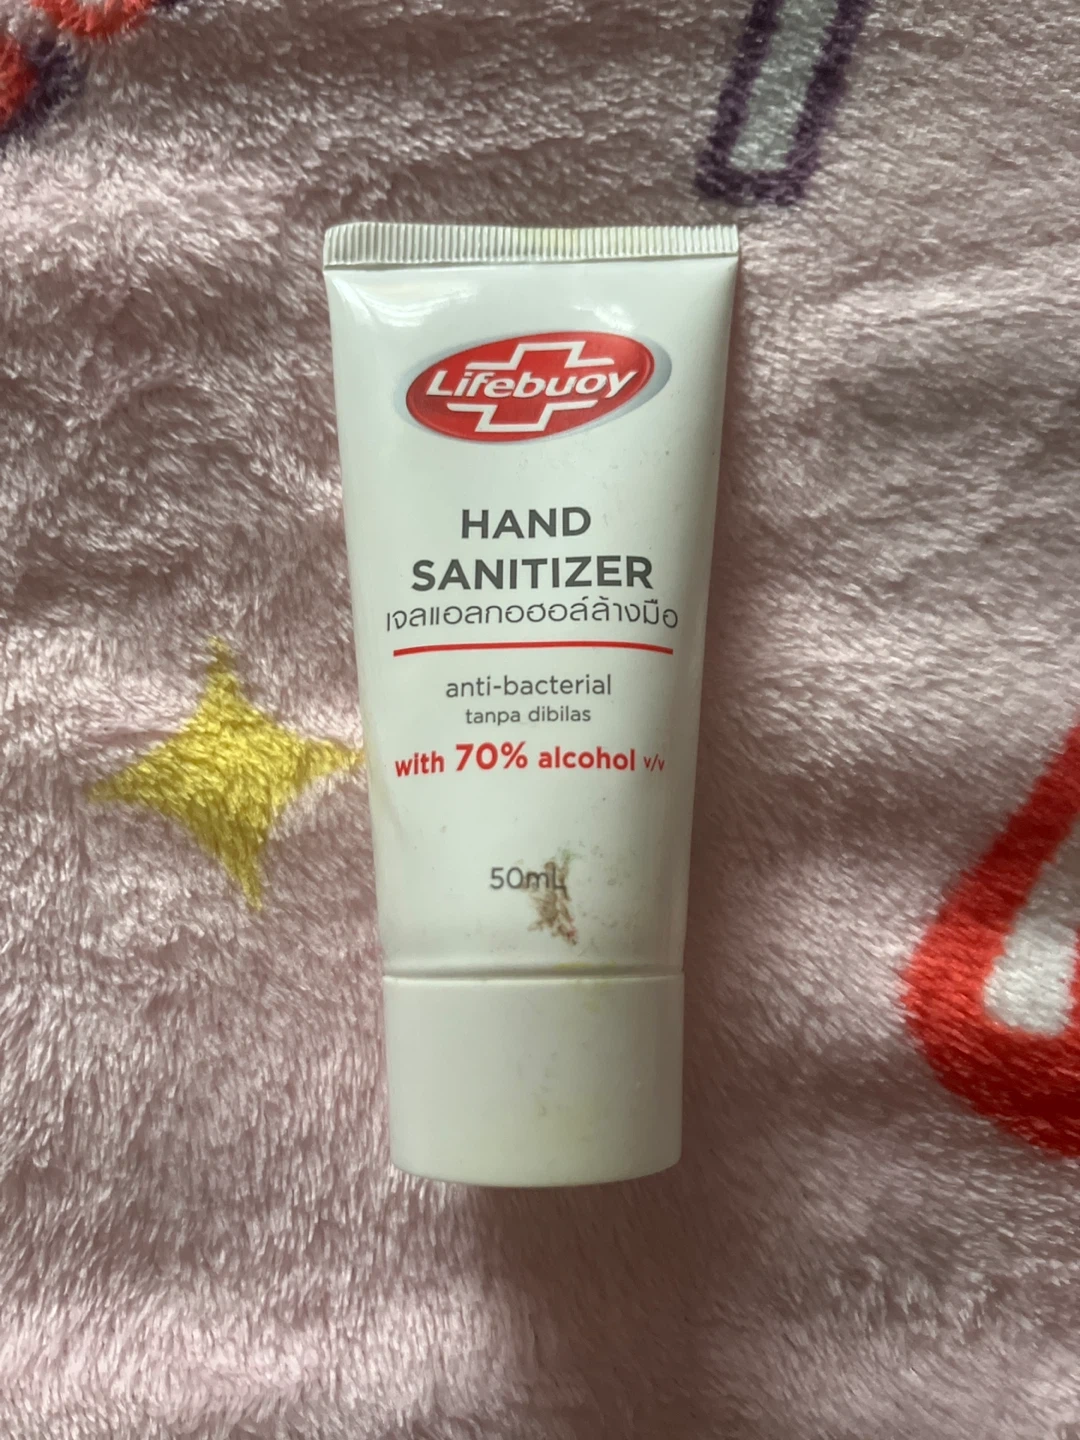 Lifebuoy
HAND
SANITIZER
เจลแอลกอฮอล์ล้างมือ
anti-bacterial
tanpa dibilas
with 70% alcohol v/v
50mL